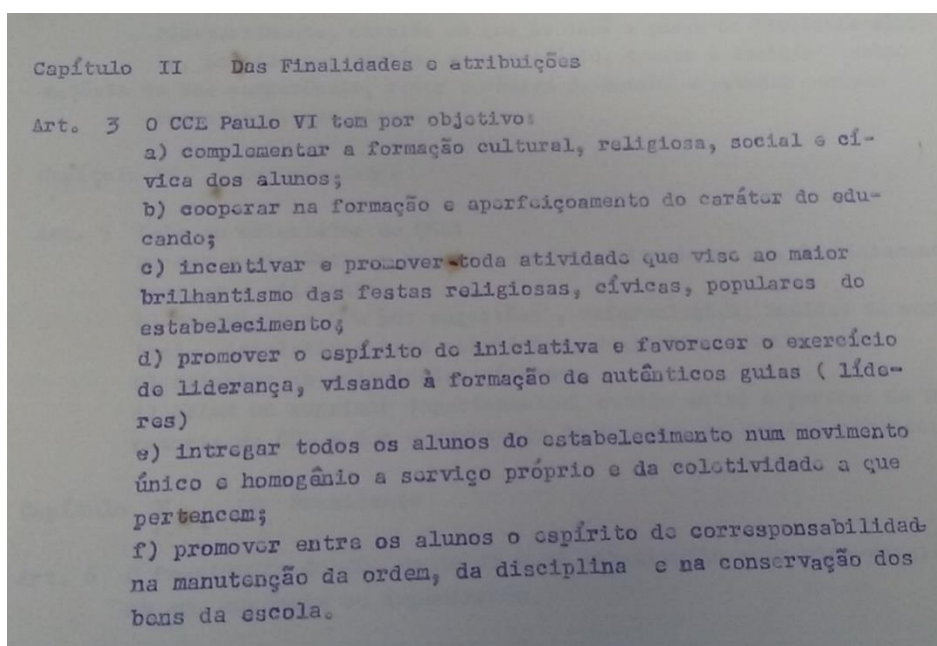 Capítulo II Das Finalidades e atribuições
Art. 3 O CCE Paulo VI tem por objetivo:
a) complementar a formação cultural, religiosa, social e cí-
vica dos alunos;
b) cooperar na formação e aperfeiçoamento do caráter do edu-
cando;
c) incentivar e promover toda atividade que vise ao maior
brilhantismo das festas religiosas, cívicas, populares do
estabelecimento;
d) promover o espírito de iniciativa e favorecer o exercício
de liderança, visando à formação de autênticos guias ( líde-
res)
e) intregar todos os alunos do estabelecimento num movimento
único e homogênio a serviço próprio e da coletividade a que
pertencem;
f) promover entre os alunos o espírito de corresponsabilidad
na manutenção da ordem, da disciplina e na conservação dos
bens da escola.